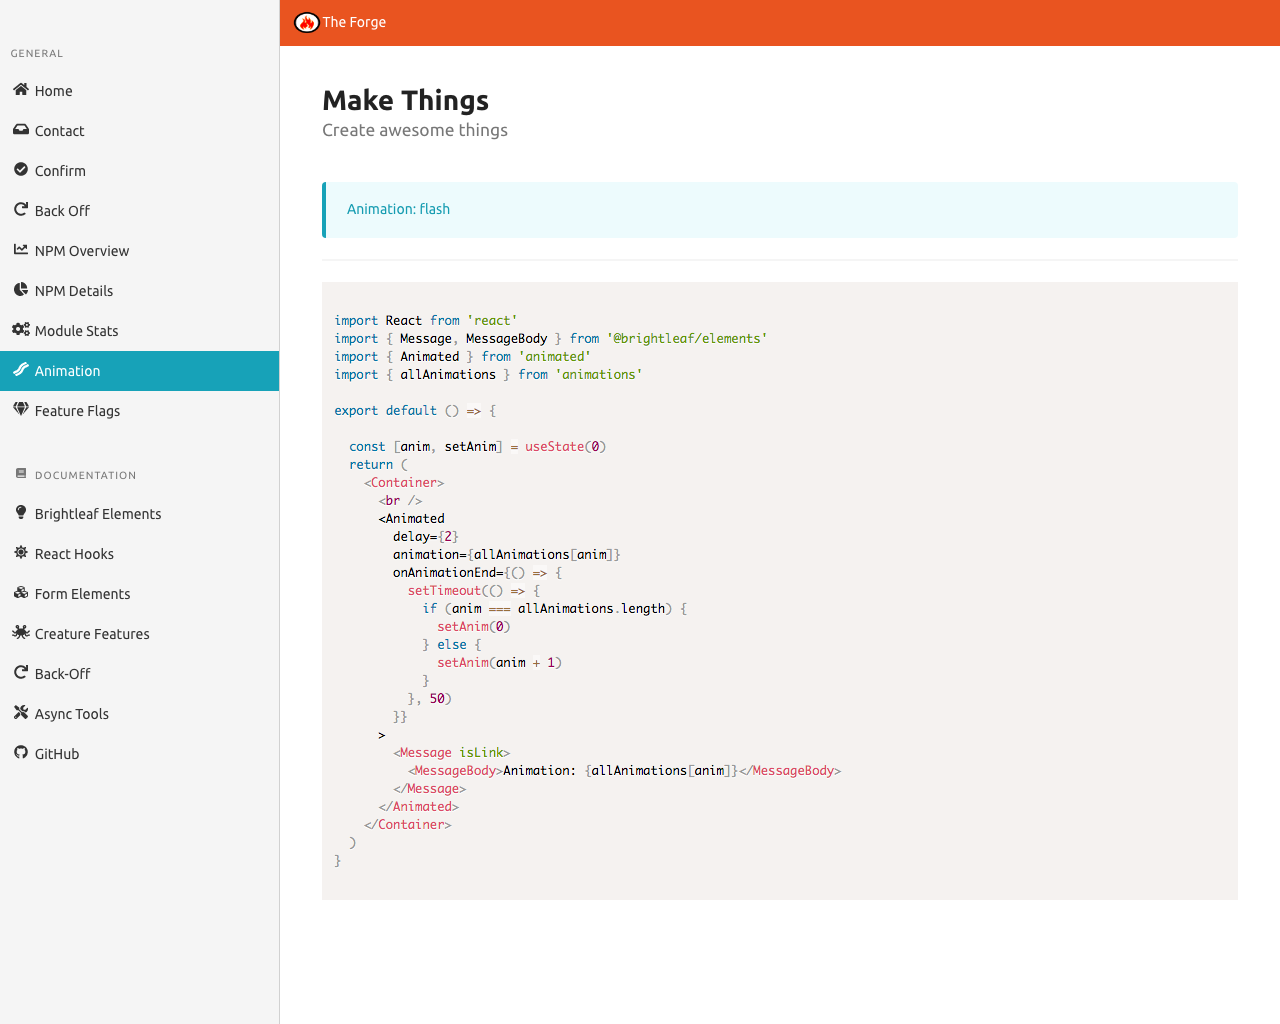 The Forge
GENERAL
Home
Contact
Confirm
Back Off
NPM Overview
NPM Details
Module Stats
Animation
Feature Flags
DOCUMENTATION
Brightleaf Elements
React Hooks
Form Elements
Creature Features
Back-Off
Async Tools
GitHub
Make Things
Create awesome things
Animation: flash
import React from 'react'
import { Message, MessageBody } from '@brightleaf/elements'
import { Animated } from 'animated'
import { allAnimations } from 'animations'
export default () => {
  const [anim, setAnim] = useState(0)
  return (
    <Container>
      <br />
      <Animated
        delay={2}
        animation={allAnimations[anim]}
        onAnimationEnd={() => {
          setTimeout(() => {
            if (anim === allAnimations.length) {
              setAnim(0)
            } else {
              setAnim(anim + 1)
            }
          }, 50)
        }}
      >
        <Message isLink>
          <MessageBody>Animation: {allAnimations[anim]}</MessageBody>
        </Message>
      </Animated>
    </Container>
  )
}